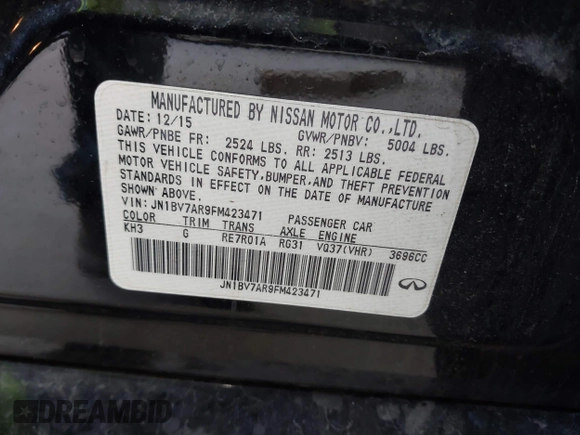 MANUFACTURED BY NISSAN MOTOR CO.,LTD.
DATE: 12/15 GVWR/PNBV: 5004 LBS.
GAWR/PNBE FR: 2524 LBS. RR: 2513 LBS.
THIS VEHICLE CONFORMS TO ALL APPLICABLE FEDERAL
MOTOR VEHICLE SAFETY, BUMPER, AND THEFT PREVENTION
STANDARDS IN EFFECT ON THE DATE OF MANUFACTURE
SHOWN ABOVE.
VIN: JN1BV7AR9FM423471 PASSENGER CAR
COLOR TRIM TRANS AXLE ENGINE
KH3 G RE7R01A RG31 VQ37(VHR) 3696CC
JN1BV7AR9FM423471
DREAMBID